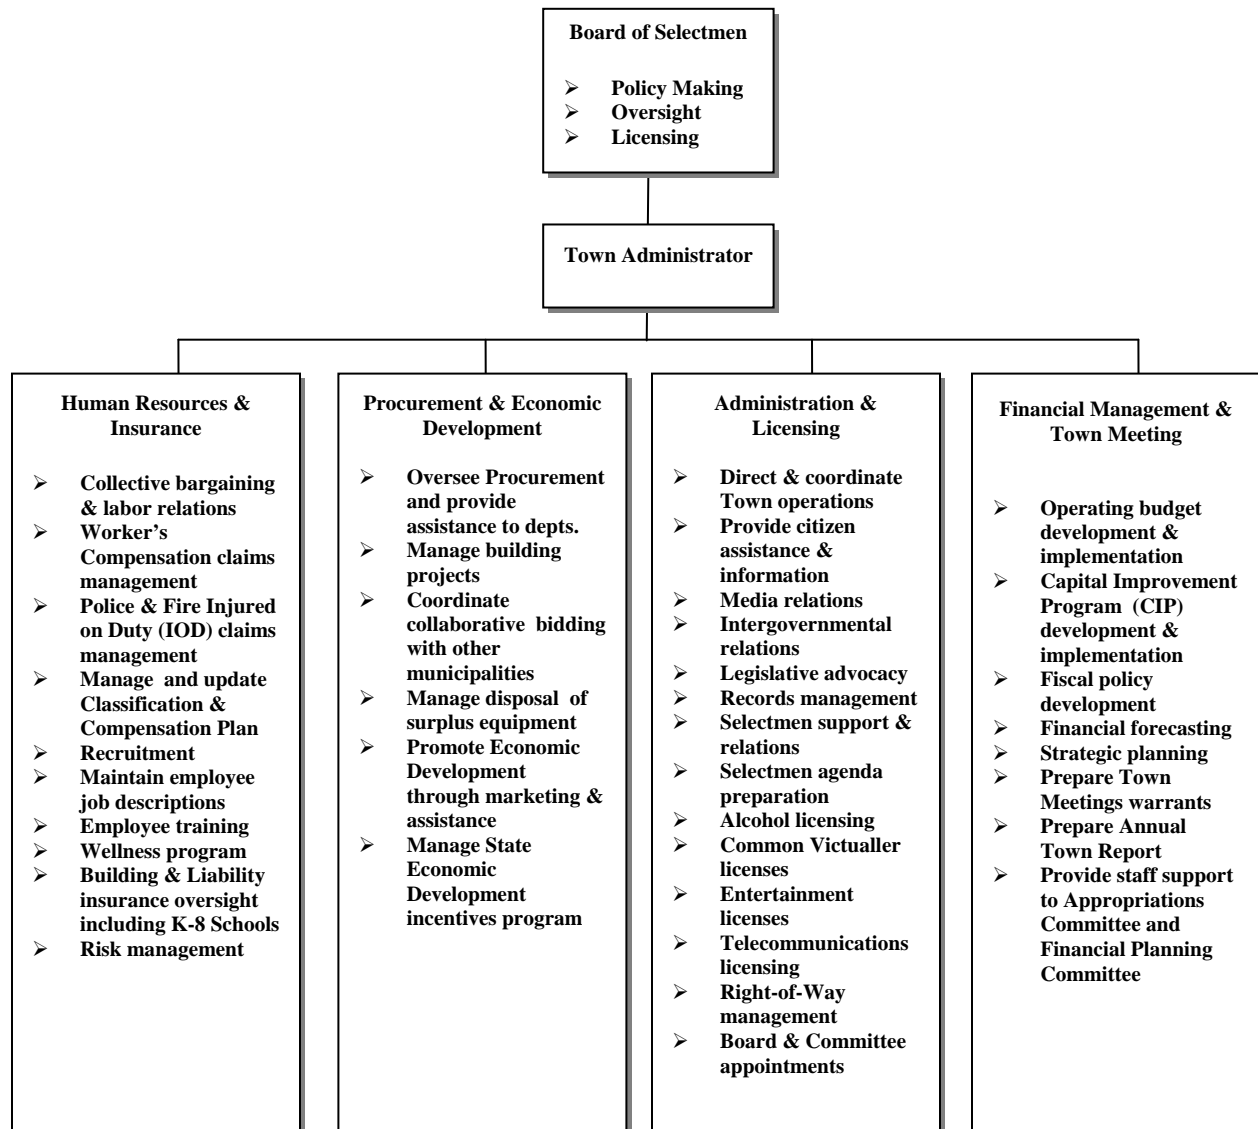 Board of Selectmen
➢ Policy Making
➢ Oversight
➢ Licensing
Town Administrator
Human Resources &
Insurance
➢ Collective bargaining
& labor relations
➢ Worker’s
Compensation claims
management
➢ Police & Fire Injured
on Duty (IOD) claims
management
➢ Manage and update
Classification &
Compensation Plan
➢ Recruitment
➢ Maintain employee
job descriptions
➢ Employee training
➢ Wellness program
➢ Building & Liability
insurance oversight
including K-8 Schools
➢ Risk management
Procurement & Economic
Development
➢ Oversee Procurement
and provide
assistance to depts.
➢ Manage building
projects
➢ Coordinate
collaborative bidding
with other
municipalities
➢ Manage disposal of
surplus equipment
➢ Promote Economic
Development
through marketing &
assistance
➢ Manage State
Economic
Development
incentives program
Administration &
Licensing
➢ Direct & coordinate
Town operations
➢ Provide citizen
assistance &
information
➢ Media relations
➢ Intergovernmental
relations
➢ Legislative advocacy
➢ Records management
➢ Selectmen support &
relations
➢ Selectmen agenda
preparation
➢ Alcohol licensing
➢ Common Victualler
licenses
➢ Entertainment
licenses
➢ Telecommunications
licensing
➢ Right-of-Way
management
➢ Board & Committee
appointments
Financial Management &
Town Meeting
➢ Operating budget
development &
implementation
➢ Capital Improvement
Program (CIP)
development &
implementation
➢ Fiscal policy
development
➢ Financial forecasting
➢ Strategic planning
➢ Prepare Town
Meetings warrants
➢ Prepare Annual
Town Report
➢ Provide staff support
to Appropriations
Committee and
Financial Planning
Committee